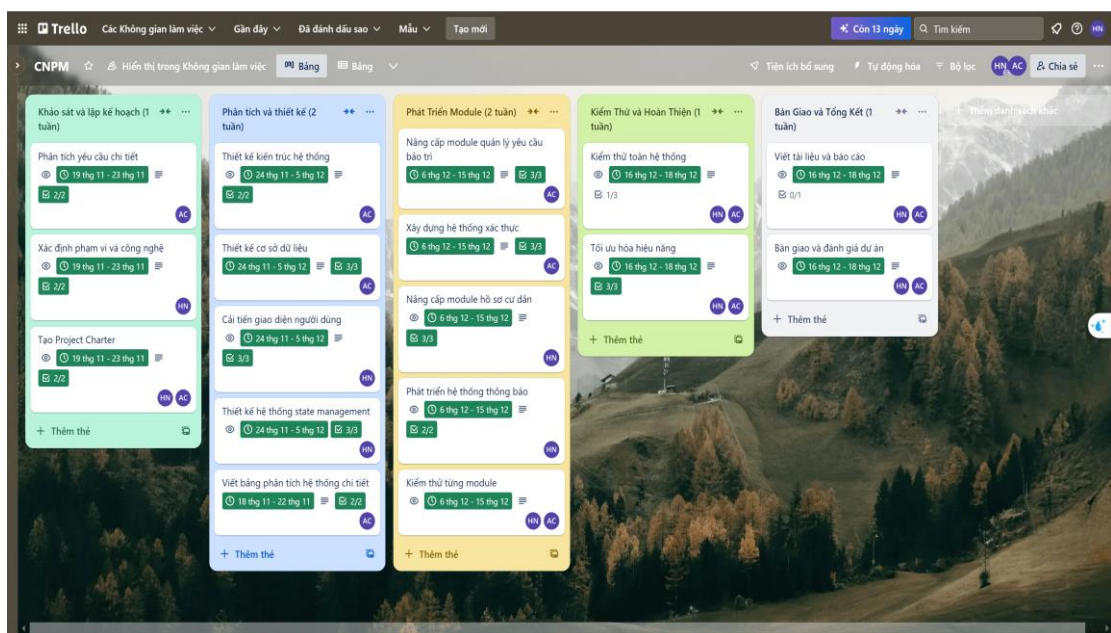 Trello Các Không gian làm việc Gần đây Đã đánh dấu sao Mẫu Tạo mới Còn 13 ngày Tìm kiếm HN
CNPM Hiển thị trong Không gian làm việc Bảng Bảng Tiện ích bổ sung Tự động hóa Bộ lọc HN AC Chia sẻ
Khảo sát và lập kế hoạch (1
tuần)
Phân tích yêu cầu chi tiết
19 thg 11 - 23 thg 11
2/2
AC
Xác định phạm vi và công nghệ
19 thg 11 - 23 thg 11
2/2
HN
Tạo Project Charter
19 thg 11 - 23 thg 11
2/2
HN AC
+ Thêm thẻ
Phân tích và thiết kế (2
tuần)
Thiết kế kiến trúc hệ thống
24 thg 11 - 5 thg 12
2/2
AC
Thiết kế cơ sở dữ liệu
24 thg 11 - 5 thg 12 3/3
AC
Cải tiến giao diện người dùng
24 thg 11 - 5 thg 12
3/3
HN
Thiết kế hệ thống state management
24 thg 11 - 5 thg 12 3/3
HN
Viết bảng phân tích hệ thống chi tiết
18 thg 11 - 22 thg 11 2/2
AC
+ Thêm thẻ
Phát Triển Module (2 tuần)
Nâng cấp module quản lý yêu cầu
bảo trì
6 thg 12 - 15 thg 12 3/3
AC
Xây dựng hệ thống xác thực
6 thg 12 - 15 thg 12 3/3
AC
Nâng cấp module hồ sơ cư dân
6 thg 12 - 15 thg 12
3/3
HN
Phát triển hệ thống thông báo
6 thg 12 - 15 thg 12
2/2
HN
Kiểm thử từng module
6 thg 12 - 15 thg 12
HN AC
+ Thêm thẻ
Kiểm Thử và Hoàn Thiện (1
tuần)
Kiểm thử toàn hệ thống
16 thg 12 - 18 thg 12
1/3
HN AC
Tối ưu hóa hiệu năng
16 thg 12 - 18 thg 12
3/3
HN AC
+ Thêm thẻ
Bàn Giao và Tổng Kết (1
tuần)
Viết tài liệu và báo cáo
16 thg 12 - 18 thg 12
0/1
HN AC
Bàn giao và đánh giá dự án
16 thg 12 - 18 thg 12
HN AC
+ Thêm thẻ
+ Thêm danh sách khác